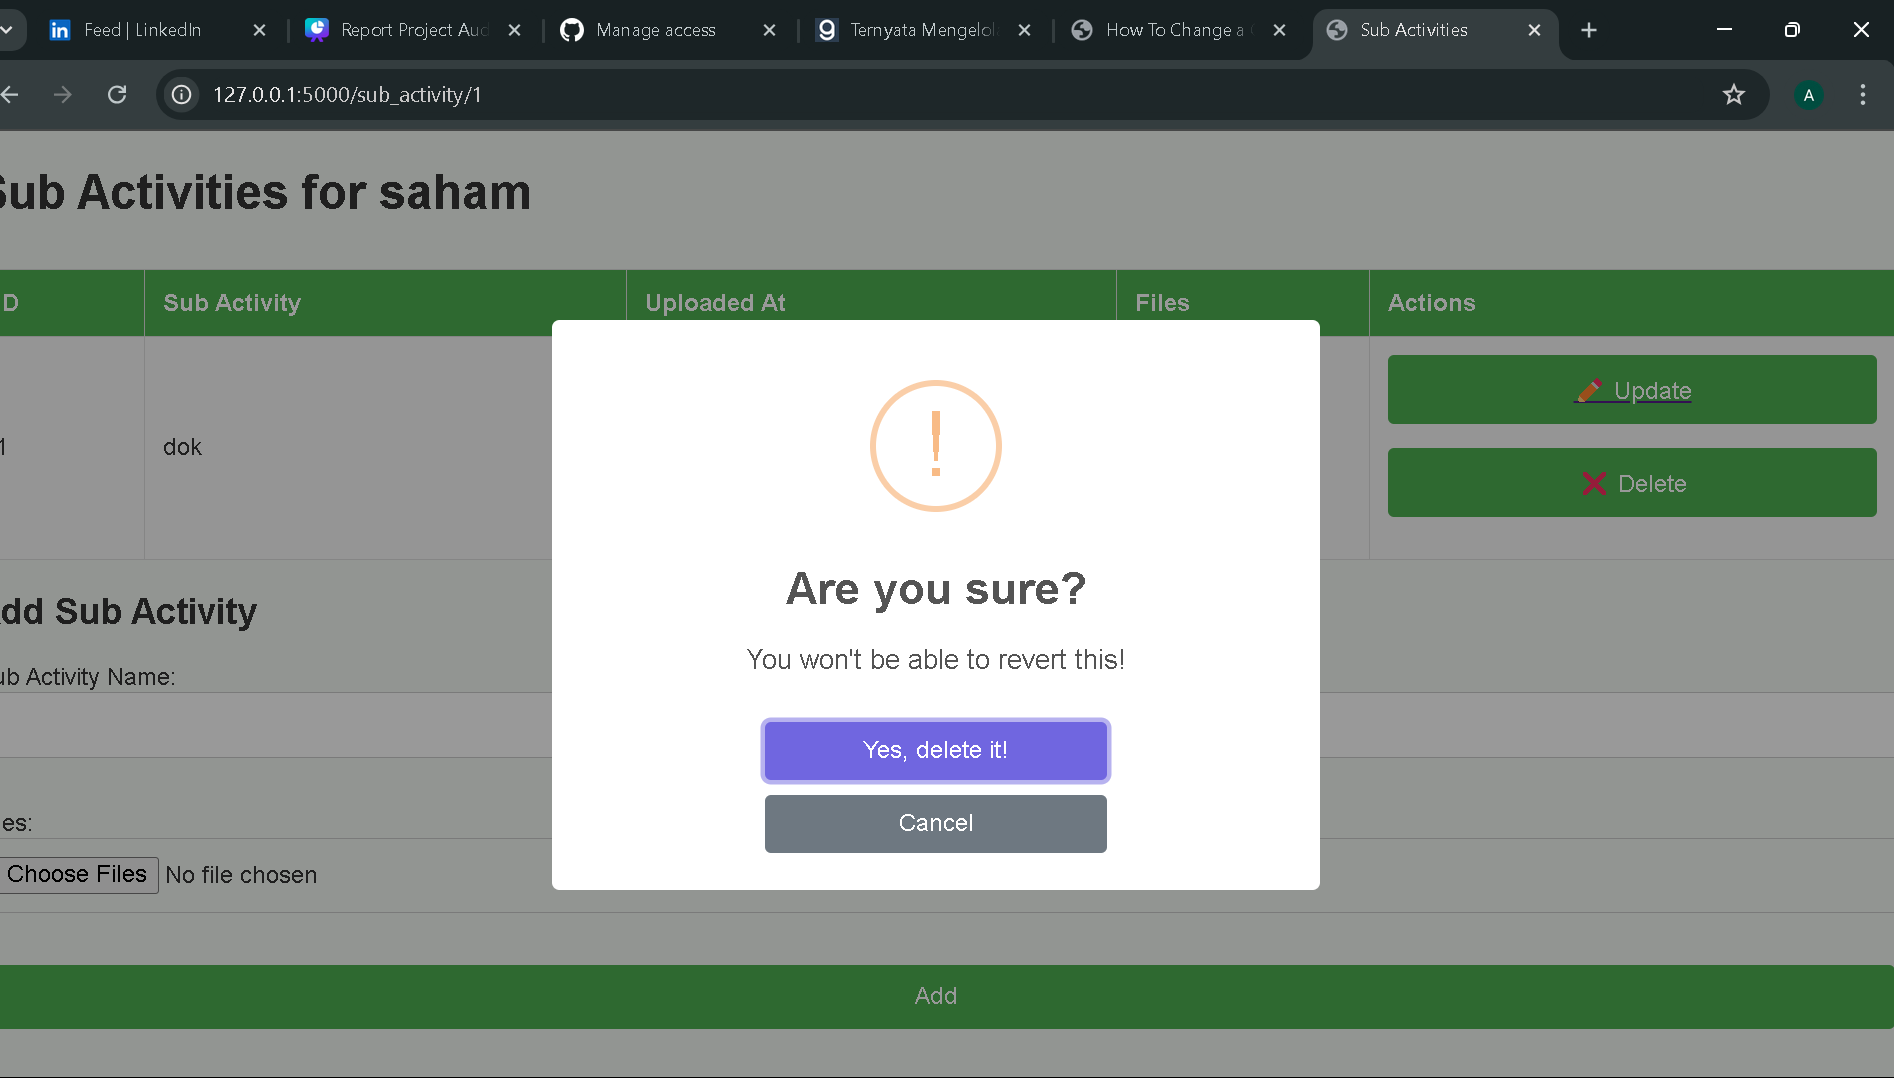 Feed | LinkedIn
Report Project Aud
Manage access
Ternyata Mengelol
How To Change a
Sub Activities
127.0.0.1:5000/sub_activity/1
A
Sub Activities for saham
D Sub Activity Uploaded At Files Actions
1 dok
Update
Delete
Are you sure?
You won't be able to revert this!
Yes, delete it!
Cancel
dd Sub Activity
ub Activity Name:
es:
Choose Files No file chosen
Add